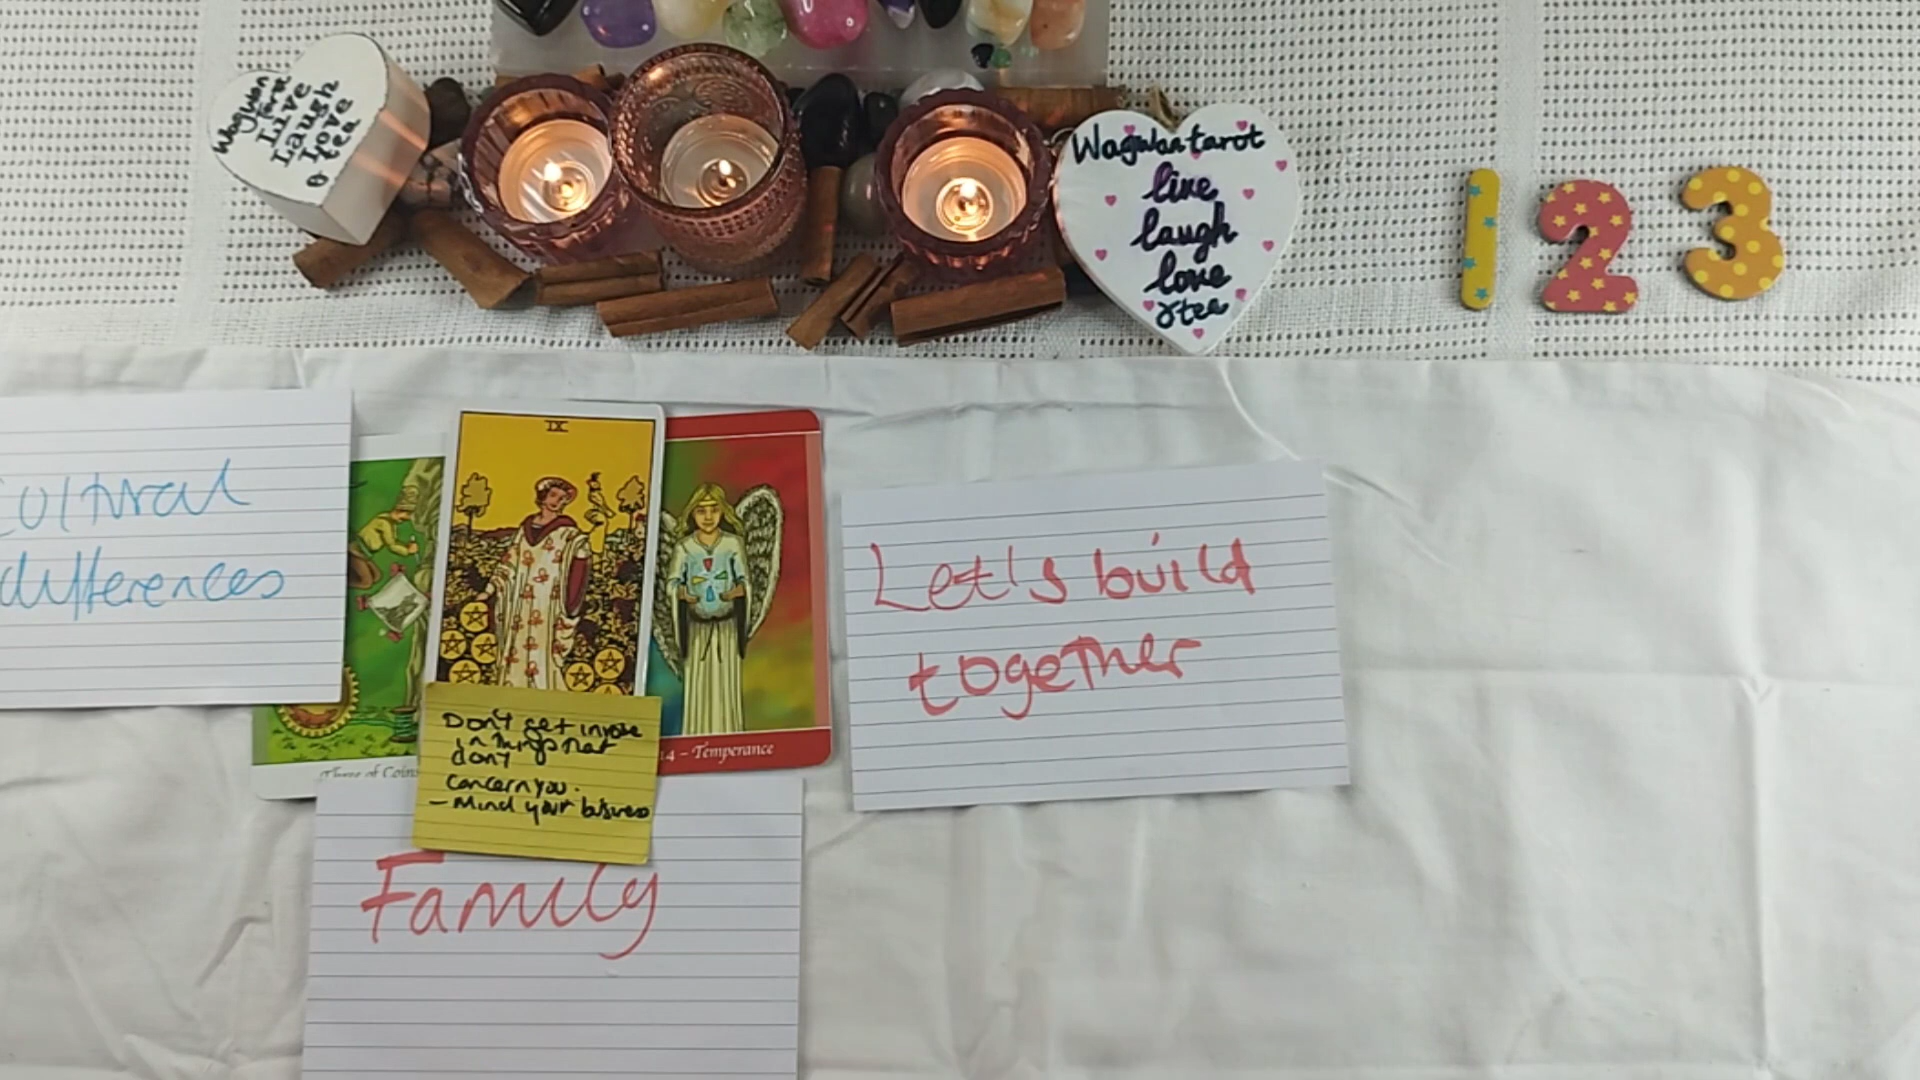 Wagwan
Tarot
Live
Laugh
Love
& tea
Wagwan tarot
live
laugh
love
& tea
1 2 3
Cultural
differences
IX
Three of Coins
14 – Temperance
Let's build
together
Don't get involve
in things that
don't
concern you.
– Mind your business
Family